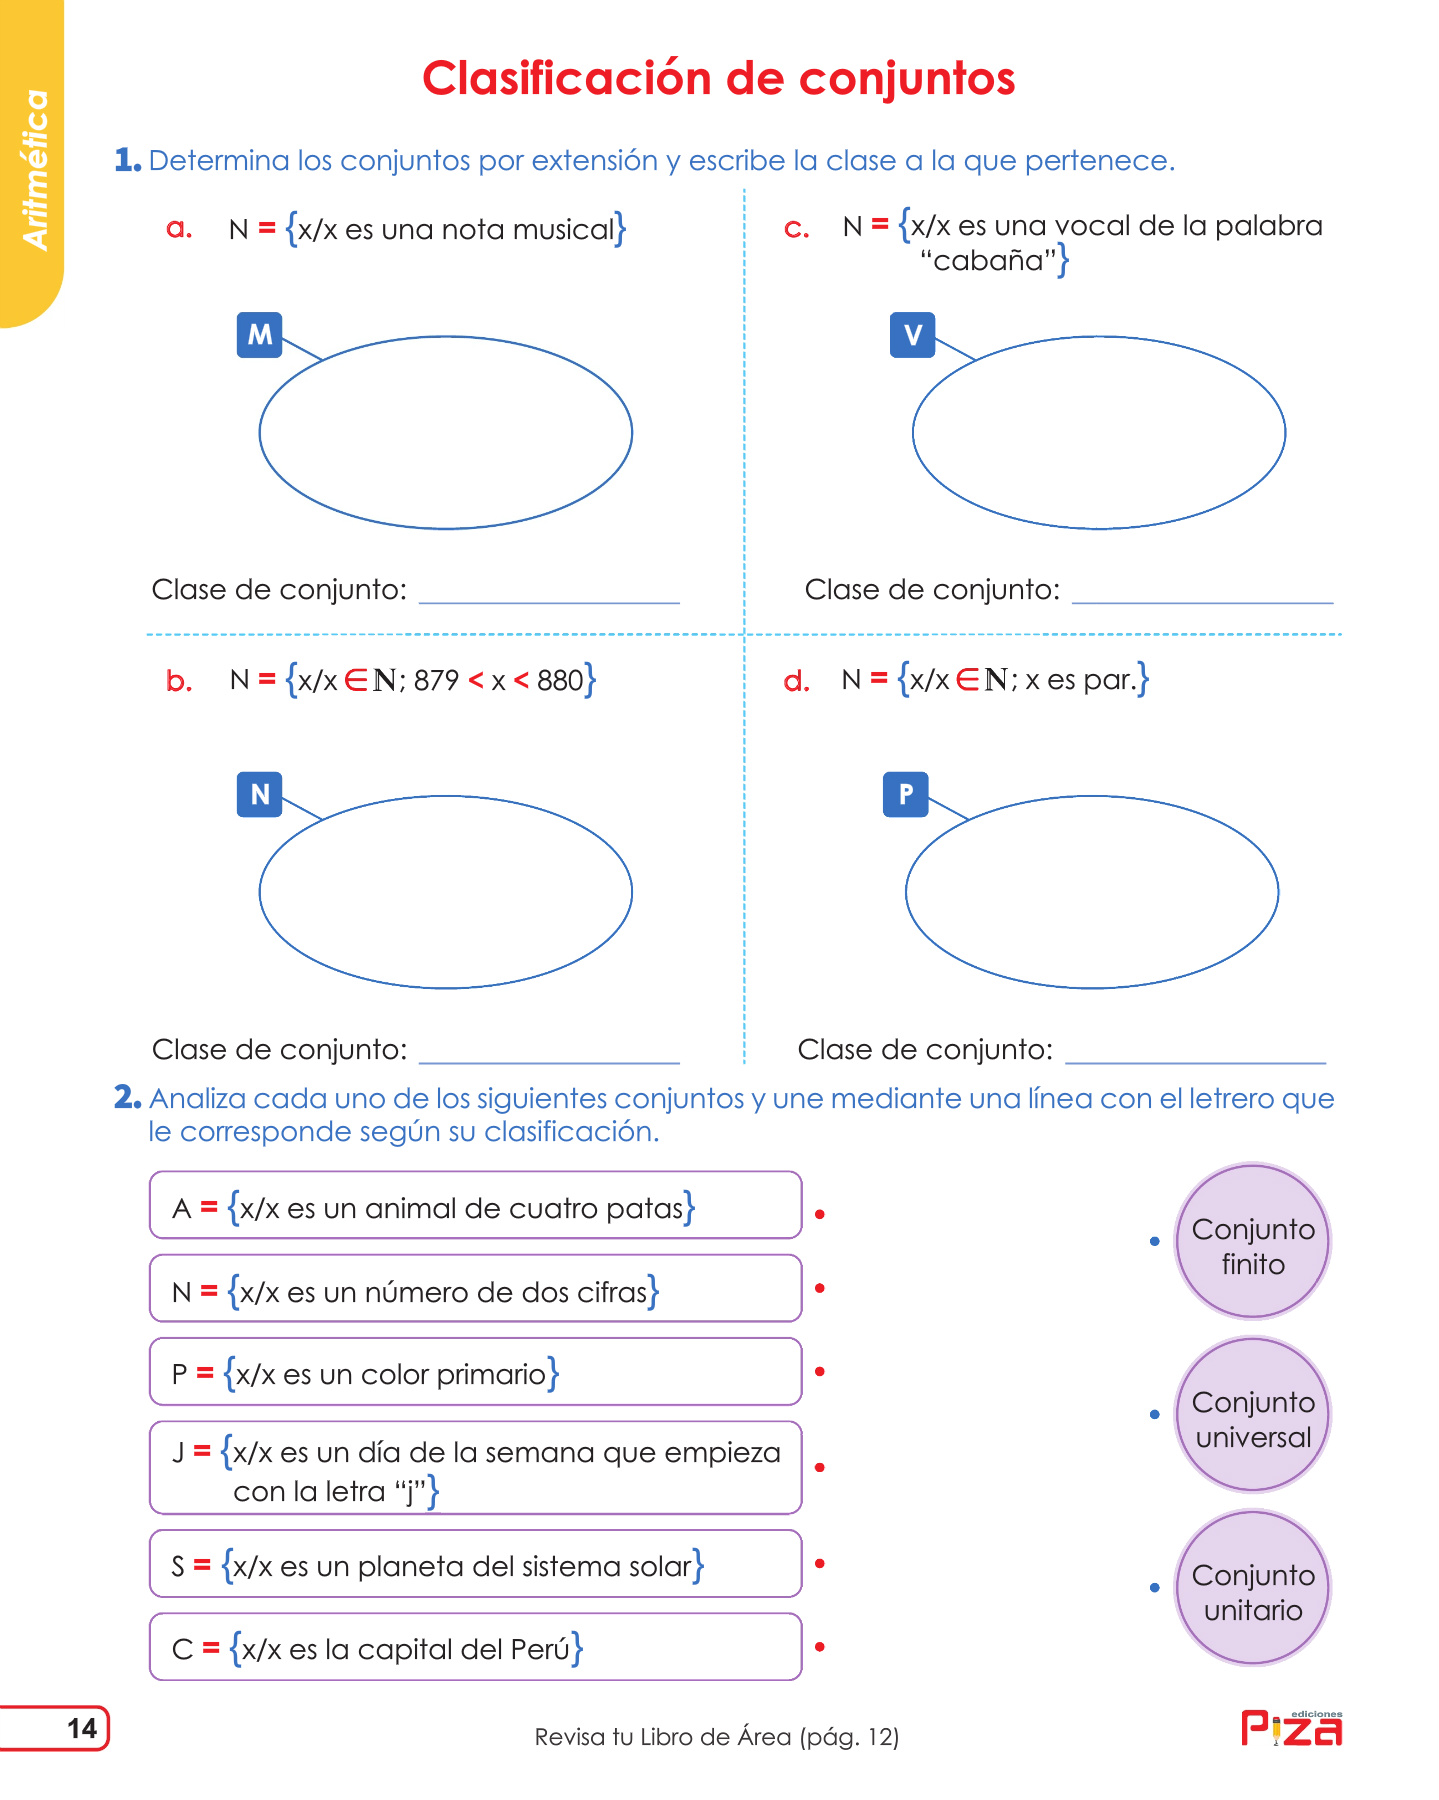 Aritmética
Clasificación de conjuntos
1. Determina los conjuntos por extensión y escribe la clase a la que pertenece.
a. N = {x/x es una nota musical}
M
Clase de conjunto: ____________
c. N = {x/x es una vocal de la palabra
“cabaña”}
V
Clase de conjunto: ____________
b. N = {x/x ∈ ℕ; 879 < x < 880}
N
Clase de conjunto: ____________
d. N = {x/x ∈ ℕ; x es par.}
P
Clase de conjunto: ____________
2. Analiza cada uno de los siguientes conjuntos y une mediante una línea con el letrero que
le corresponde según su clasificación.
A = {x/x es un animal de cuatro patas}
N = {x/x es un número de dos cifras}
P = {x/x es un color primario}
J = {x/x es un día de la semana que empieza
con la letra “j”}
S = {x/x es un planeta del sistema solar}
C = {x/x es la capital del Perú}
Conjunto
finito
Conjunto
universal
Conjunto
unitario
14
Revisa tu Libro de Área (pág. 12)
ediciones
Piza